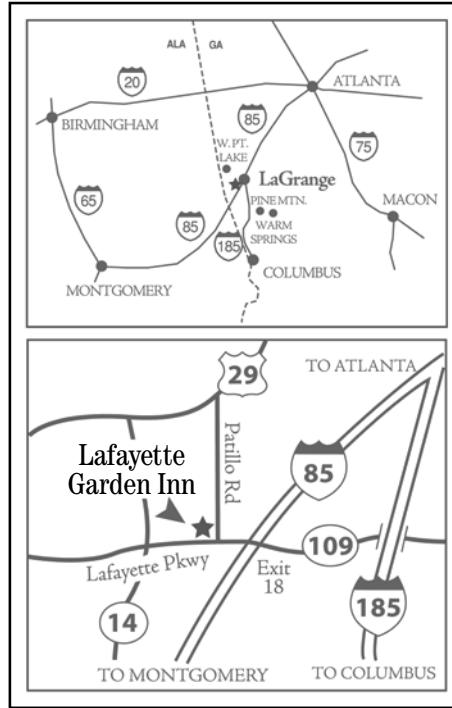 ALA GA
20
ATLANTA
BIRMINGHAM
85
W. PT.
LAKE
75
LaGrange
65
PINE MTN.
85
WARM
SPRINGS
MACON
185
COLUMBUS
MONTGOMERY
TO ATLANTA
29
Patillo Rd
Lafayette
Garden Inn
85
109
Lafayette Pkwy
Exit
18
185
14
TO MONTGOMERY
TO COLUMBUS